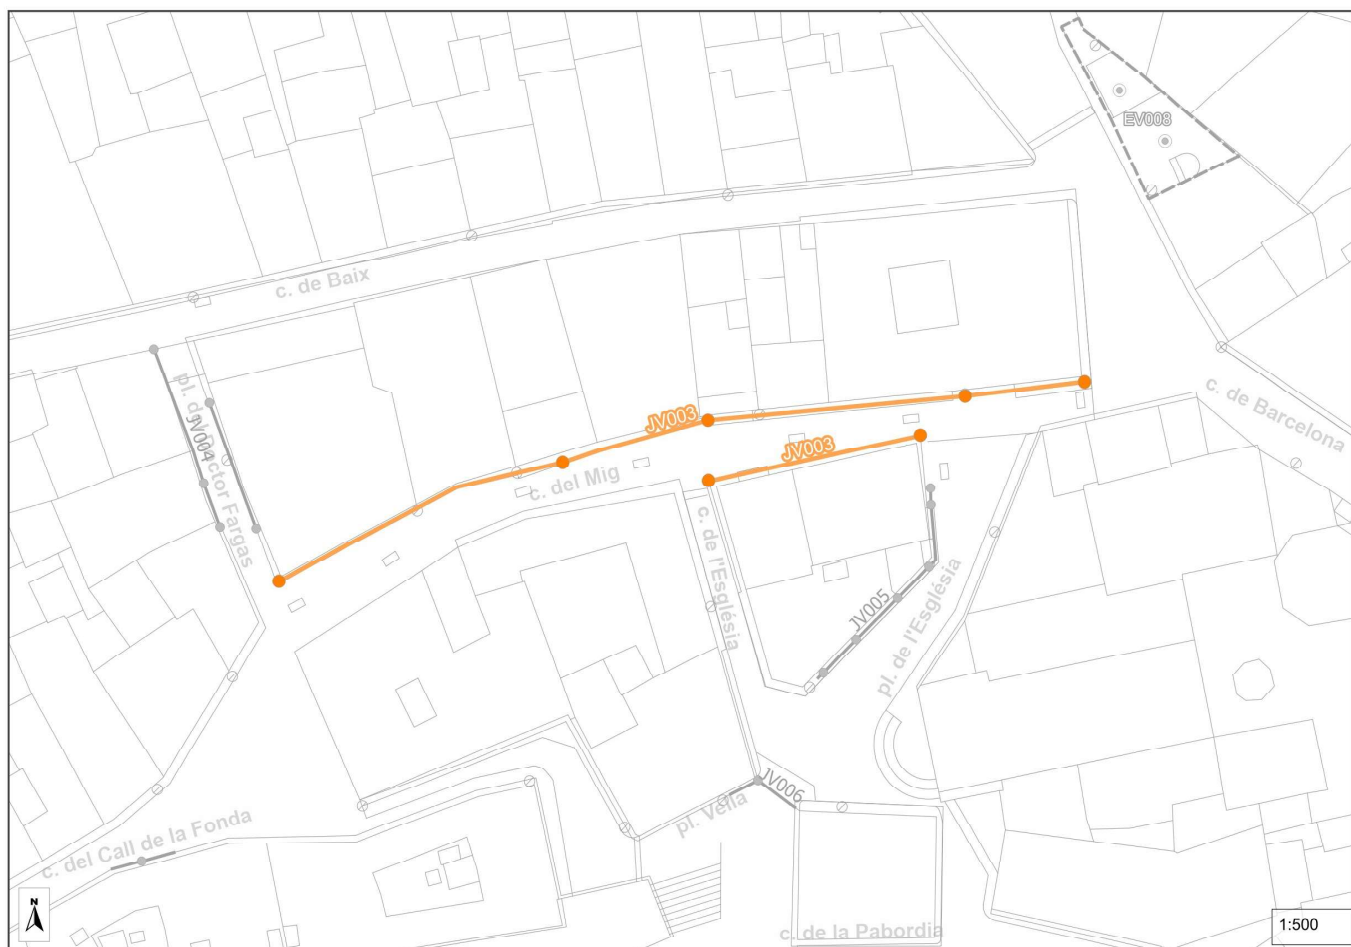 EV008
c. de Baix
c. de Barcelona
pl. del Rector Fargas
JV004
JV003
JV003
c. del Mig
c. de l'Església
JV005
pl. de l'Església
JV006
pl. Vella
c. del Call de la Fonda
c. de la Pabordia
N
1:500